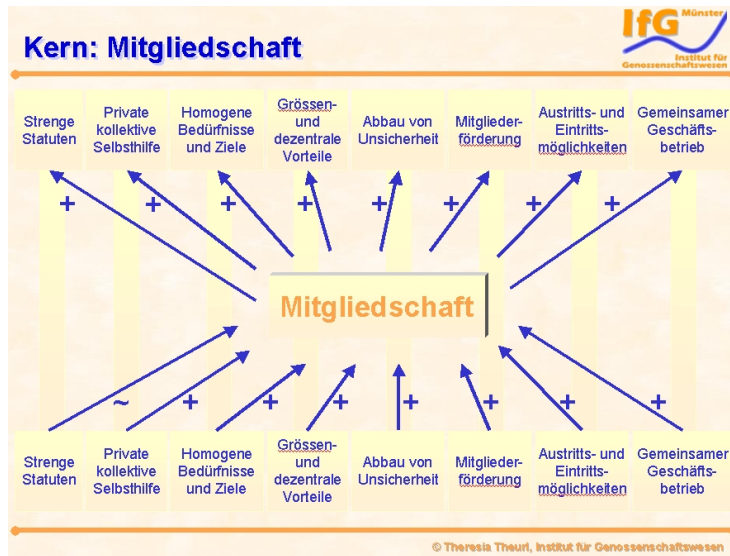 Kern: Mitgliedschaft
IfG Münster
Institut für
Genossenschaftswesen
Strenge
Statuten
Private
kollektive
Selbsthilfe
Homogene
Bedürfnisse
und Ziele
Grössen-
und
dezentrale
Vorteile
Abbau von
Unsicherheit
Mitglieder-
förderung
Austritts- und
Eintritts-
möglichkeiten
Gemeinsamer
Geschäfts-
betrieb
+ + + + + + + +
Mitgliedschaft
~ + + + + + + +
Strenge
Statuten
Private
kollektive
Selbsthilfe
Homogene
Bedürfnisse
und Ziele
Grössen-
und
dezentrale
Vorteile
Abbau von
Unsicherheit
Mitglieder-
förderung
Austritts- und
Eintritts-
möglichkeiten
Gemeinsamer
Geschäfts-
betrieb
© Theresia Theurl, Institut für Genossenschaftswesen